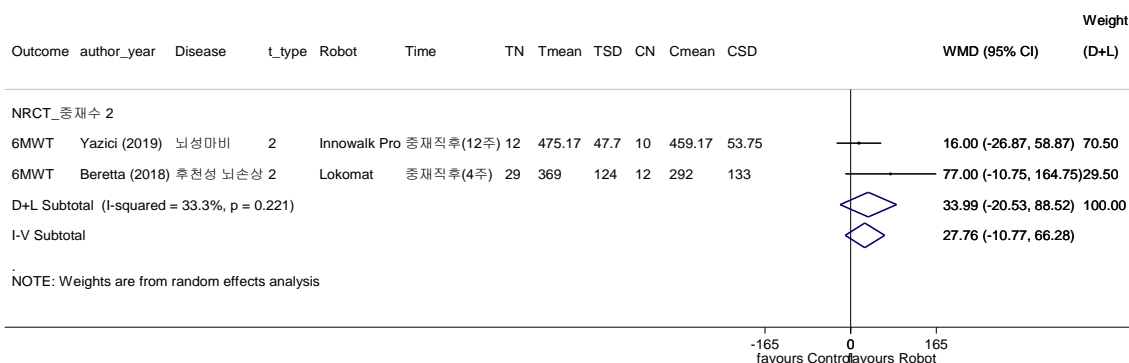 Weight
Outcome author_year Disease t_type Robot Time TN Tmean TSD CN Cmean CSD WMD (95% CI) (D+L)
NRCT_중재수 2
6MWT Yazici (2019) 뇌성마비 2 Innowalk Pro 중재직후(12주) 12 475.17 47.7 10 459.17 53.75 16.00 (-26.87, 58.87) 70.50
6MWT Beretta (2018) 후천성 뇌손상 2 Lokomat 중재직후(4주) 29 369 124 12 292 133 77.00 (-10.75, 164.75) 29.50
D+L Subtotal (I-squared = 33.3%, p = 0.221) 33.99 (-20.53, 88.52) 100.00
I-V Subtotal 27.76 (-10.77, 66.28)
.
NOTE: Weights are from random effects analysis
-165 0 165
favours Control favours Robot